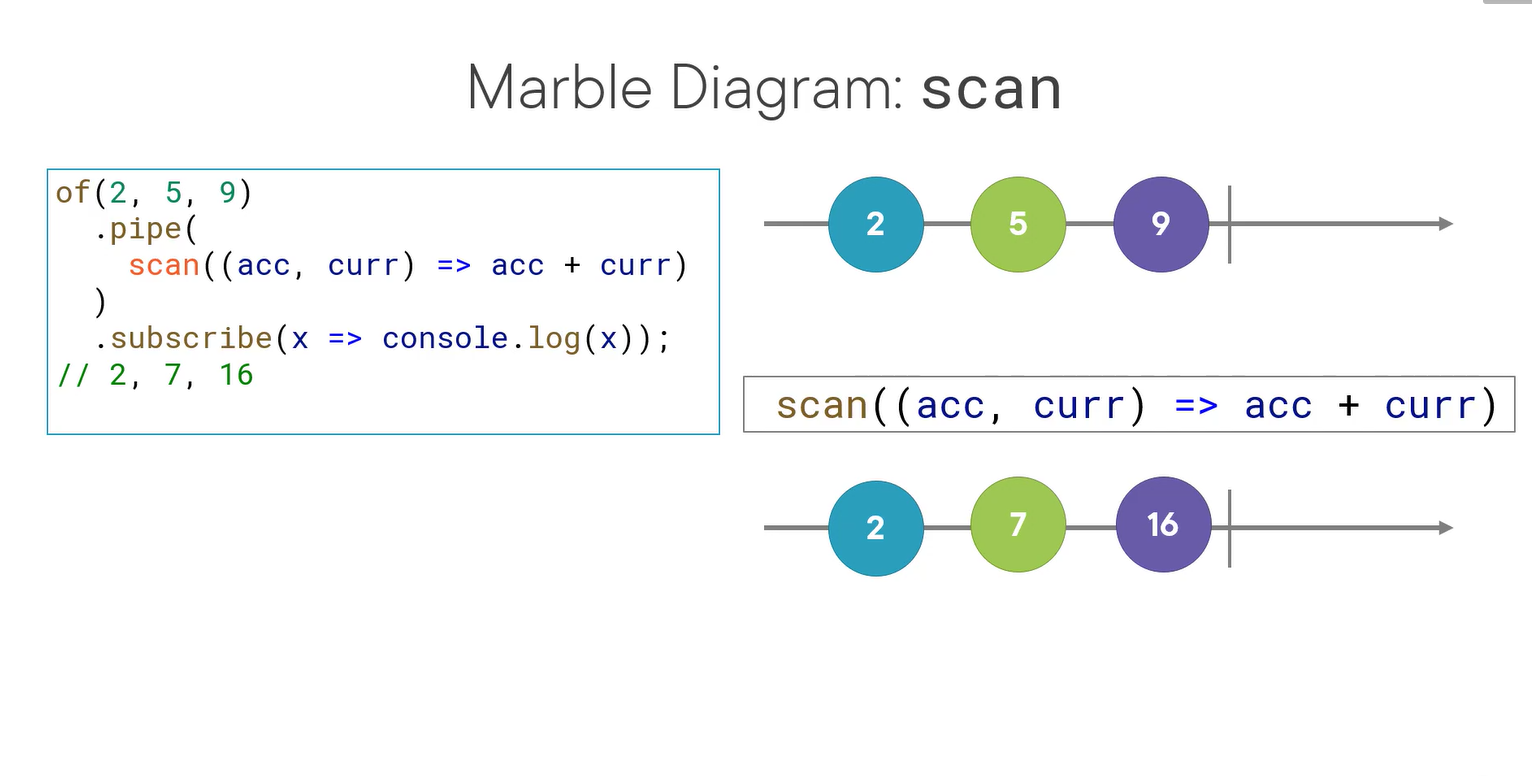 Marble Diagram: scan
of(2, 5, 9)
  .pipe(
    scan((acc, curr) => acc + curr)
  )
  .subscribe(x => console.log(x));
// 2, 7, 16
2 5 9
scan((acc, curr) => acc + curr)
2 7 16